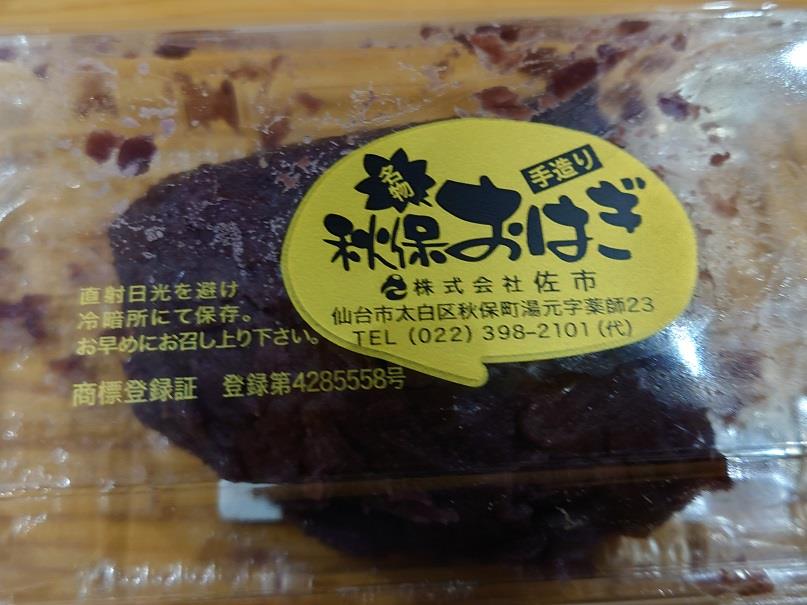 名物
手造り
秋保おはぎ
株式会社 佐市
仙台市太白区秋保町湯元字薬師23
TEL (022) 398-2101 (代)
直射日光を避け
冷暗所にて保存。
お早めにお召し上り下さい。
商標登録証 登録第4285558号